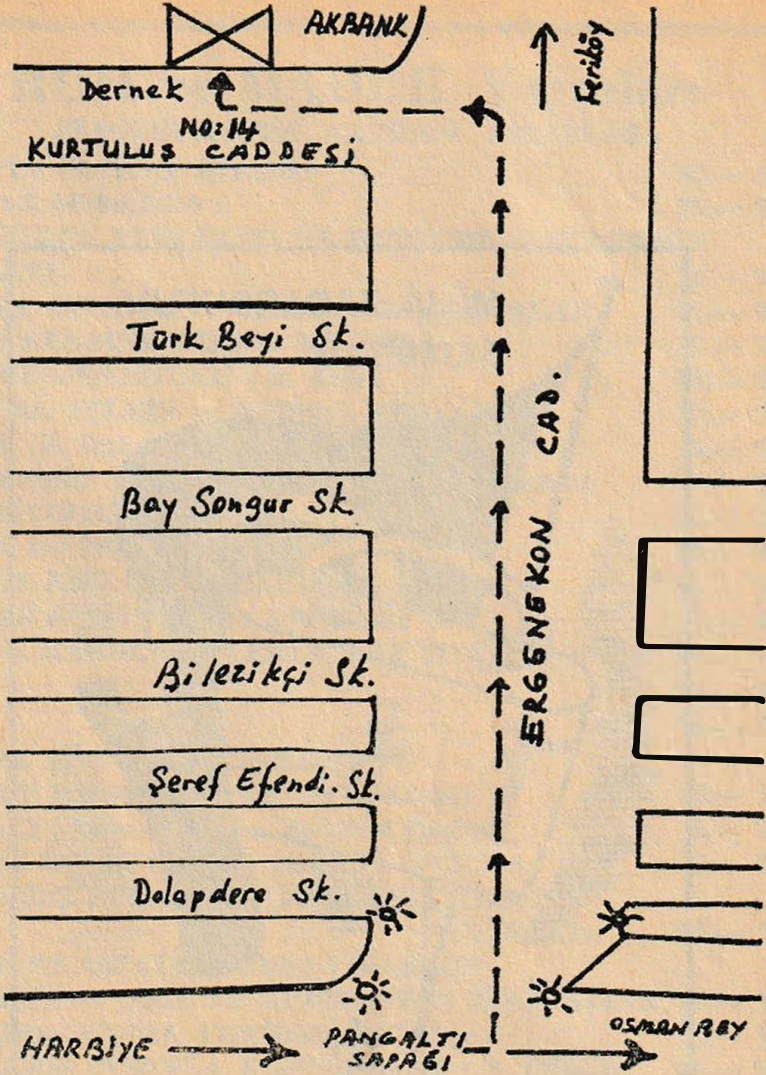 AKBANK
Feriköy
Dernek
NO: 14
KURTULUŞ CADDESİ
Türk Beyi Sk.
ERGENEKON CAD.
Bay Songur Sk.
Bilezikçi Sk.
Şeref Efendi. Sk.
Dolapdere Sk.
HARBİYE
PANGALTI
SAPAĞI
OSMAN BEY